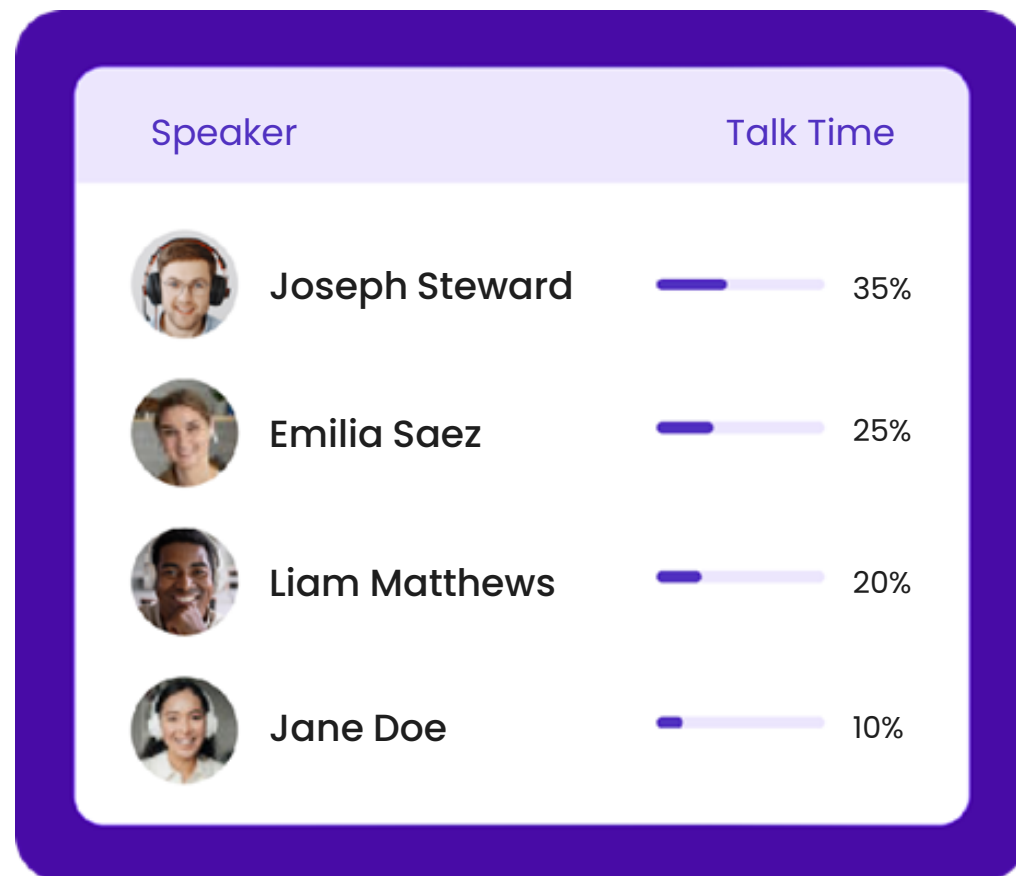 Speaker Talk Time
Joseph Steward 35%
Emilia Saez 25%
Liam Matthews 20%
Jane Doe 10%